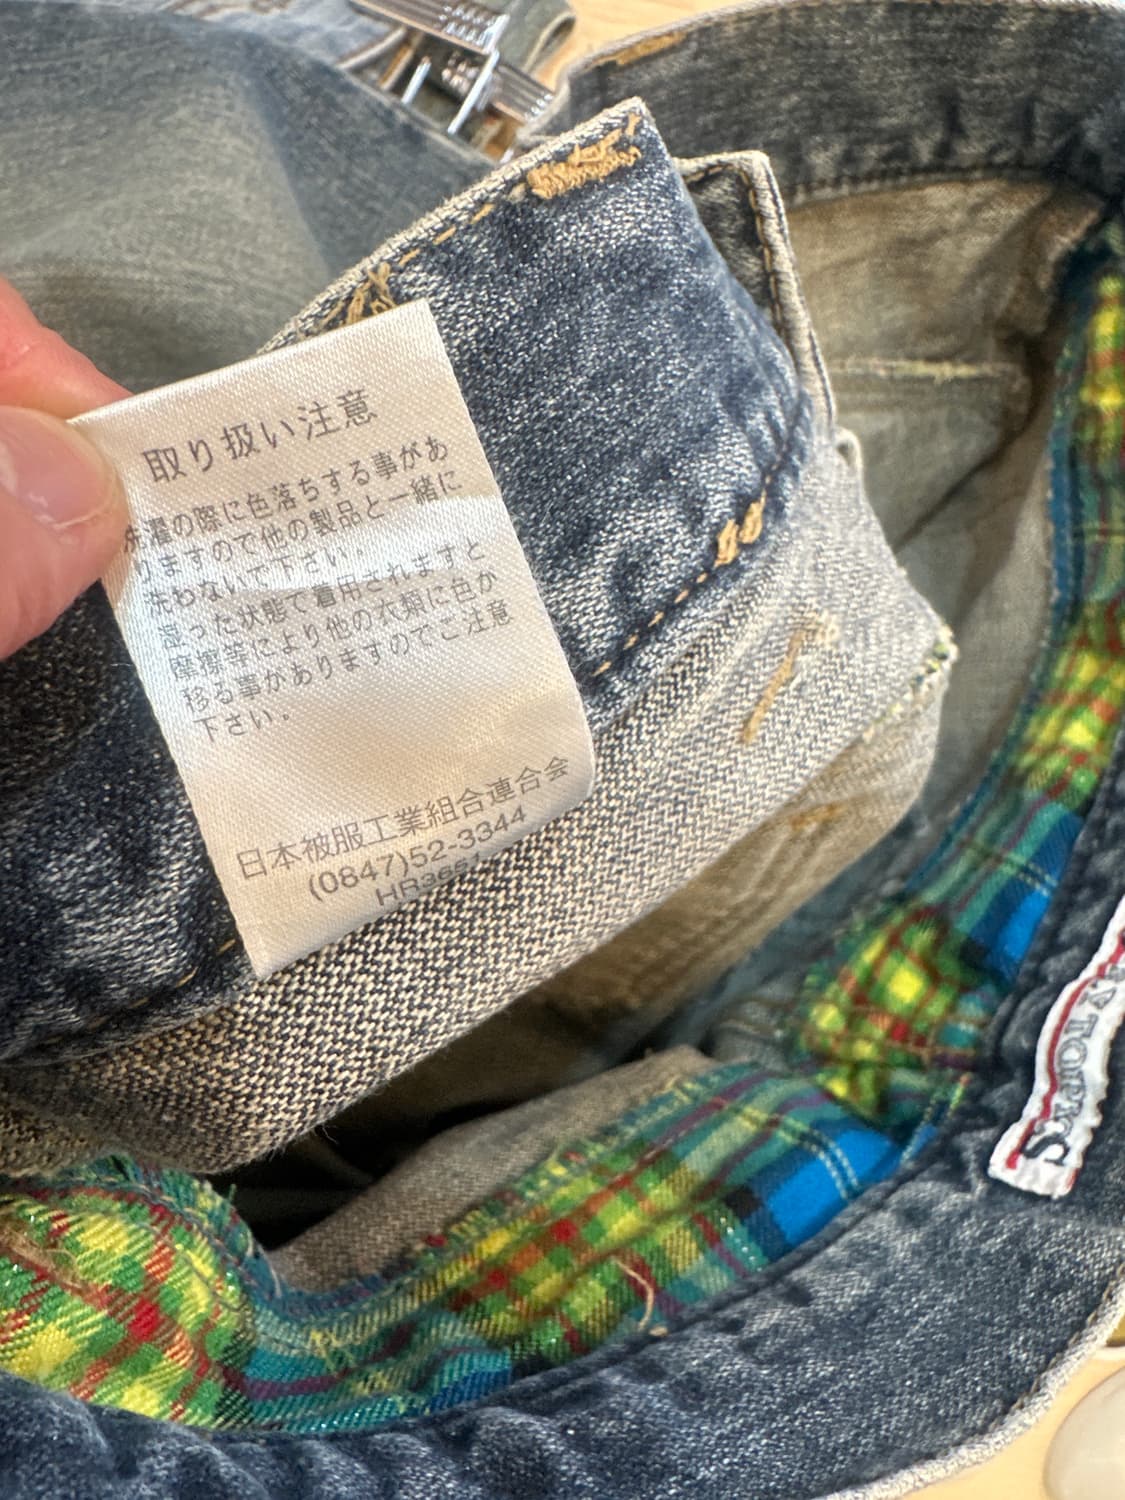 取り扱い注意
洗濯の際に色落ちする事があ
りますので他の製品と一緒に
洗わないで下さい。
湿った状態で着用されますと
摩擦等により他の衣類に色が
移る事がありますのでご注意
下さい。
日本被服工業組合連合会
(0847)52-3344